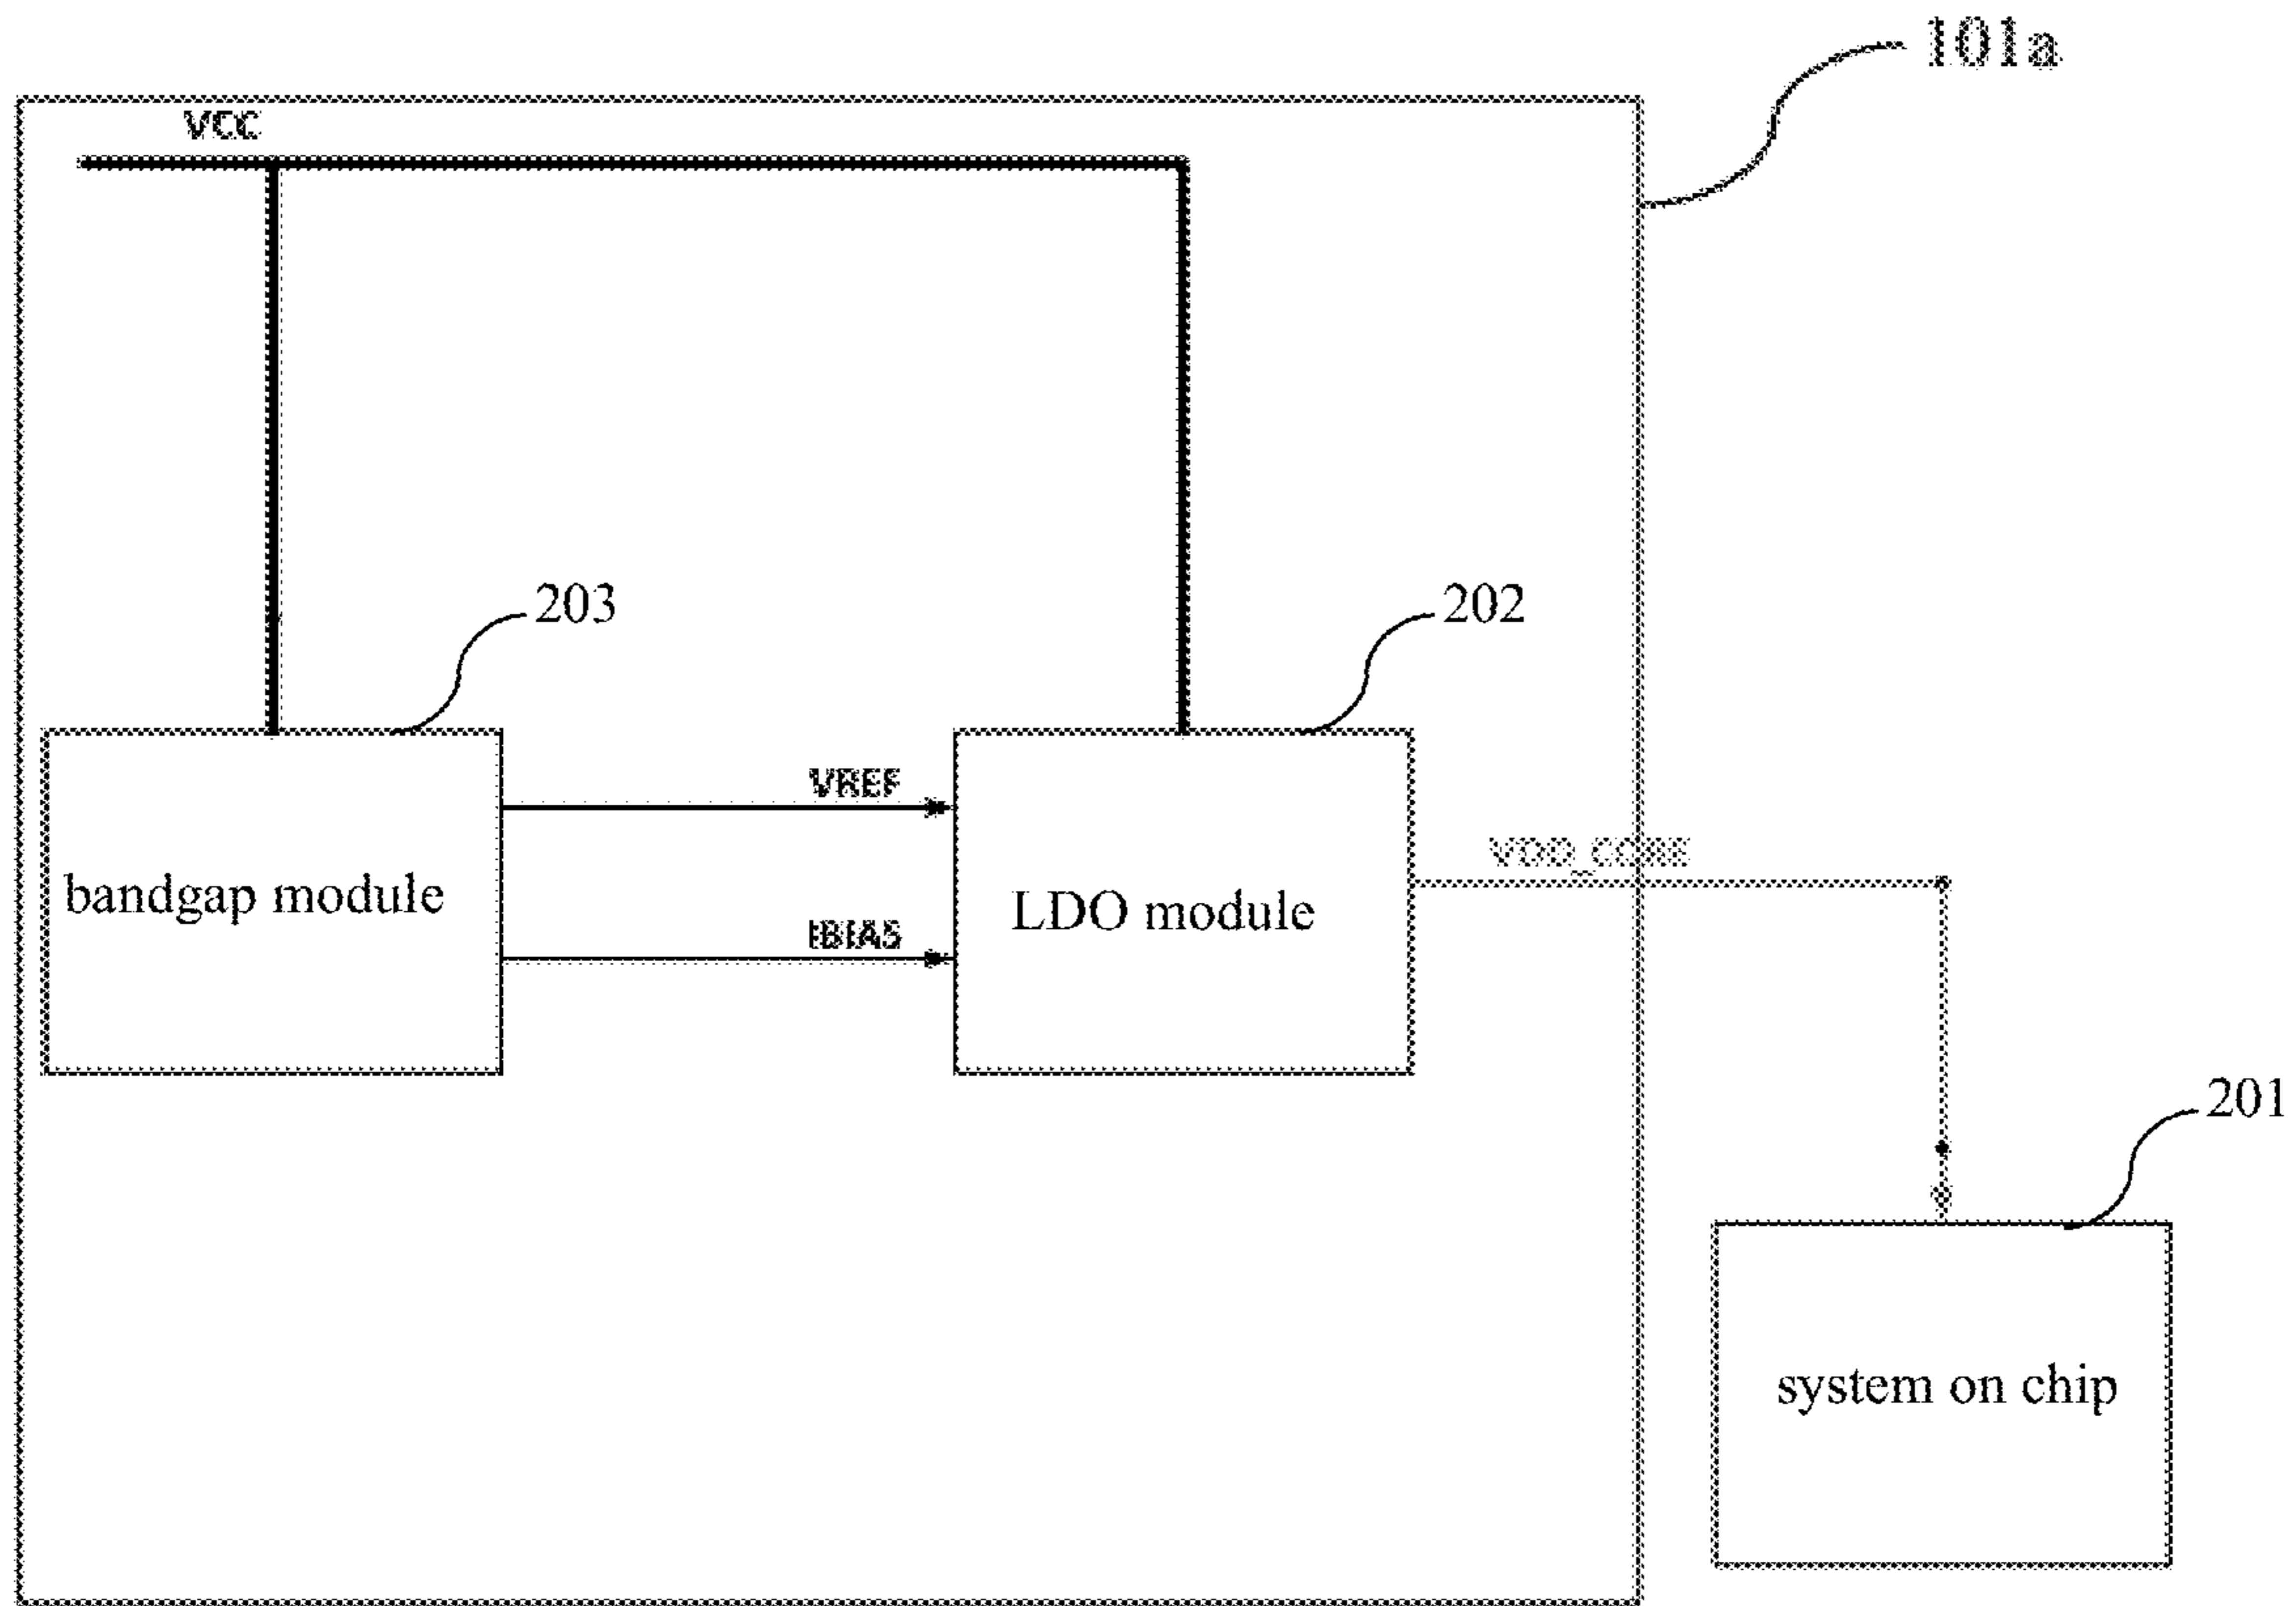 101a
VCC
203
202
VREF
VDD_CORE
bandgap module
LDO module
IBIAS
201
system on chip